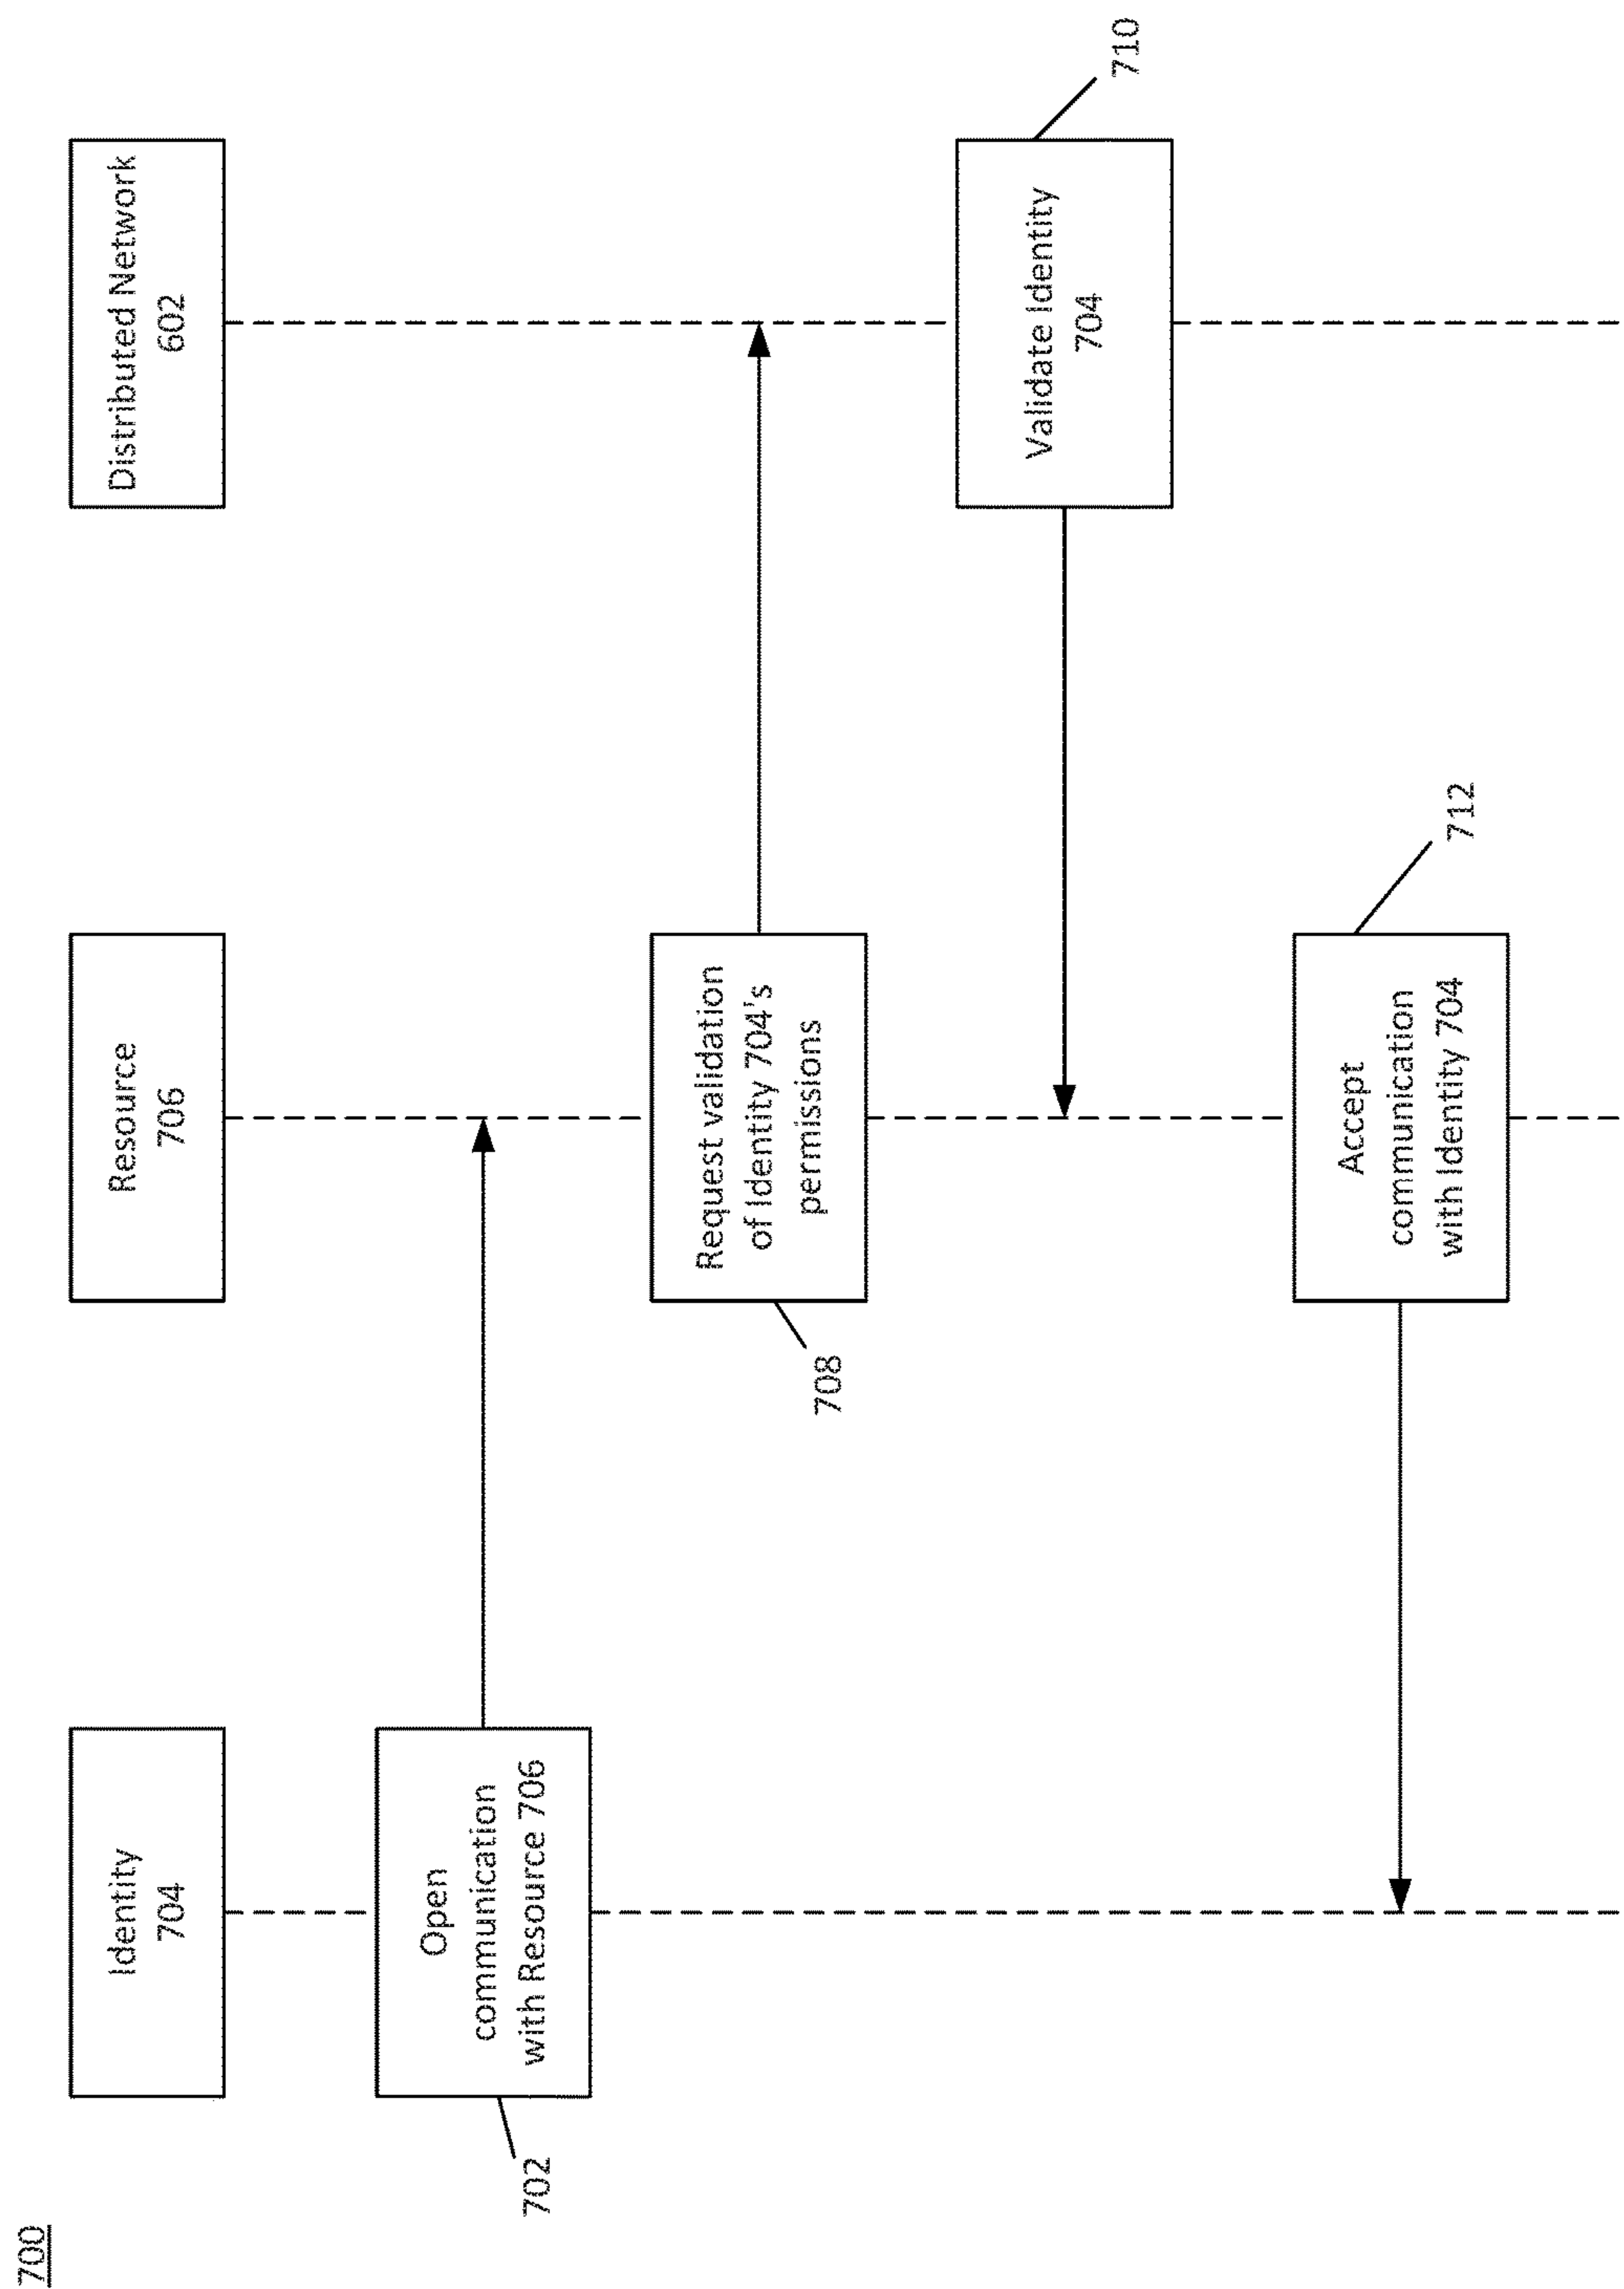 700
Identity
704
Resource
706
Distributed Network
602
Open
communication
with Resource 706
702
Request validation
of Identity 704's
permissions
708
Validate Identity
704
710
Accept
communication
with Identity 704
712